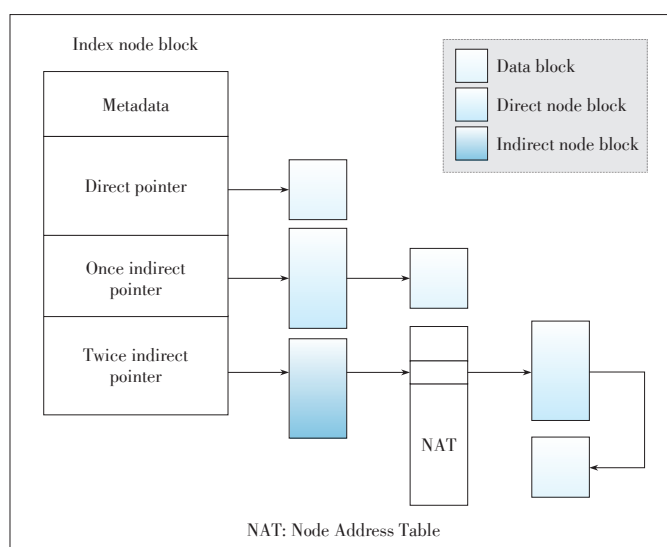 Index node block
Metadata
Direct pointer
Once indirect
pointer
Twice indirect
pointer
Data block
Direct node block
Indirect node block
NAT
NAT: Node Address Table